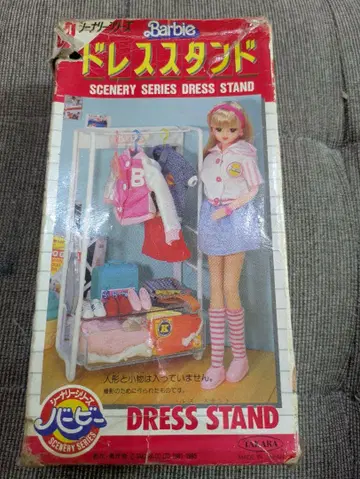 シーナリーシリーズ
Barbie
ドレススタンド
SCENERY SERIES DRESS STAND
B
K
人形と小物は入っていません。
シーナリーシリーズ
バービー
SCENERY SERIES
DRESS STAND
TAKARA